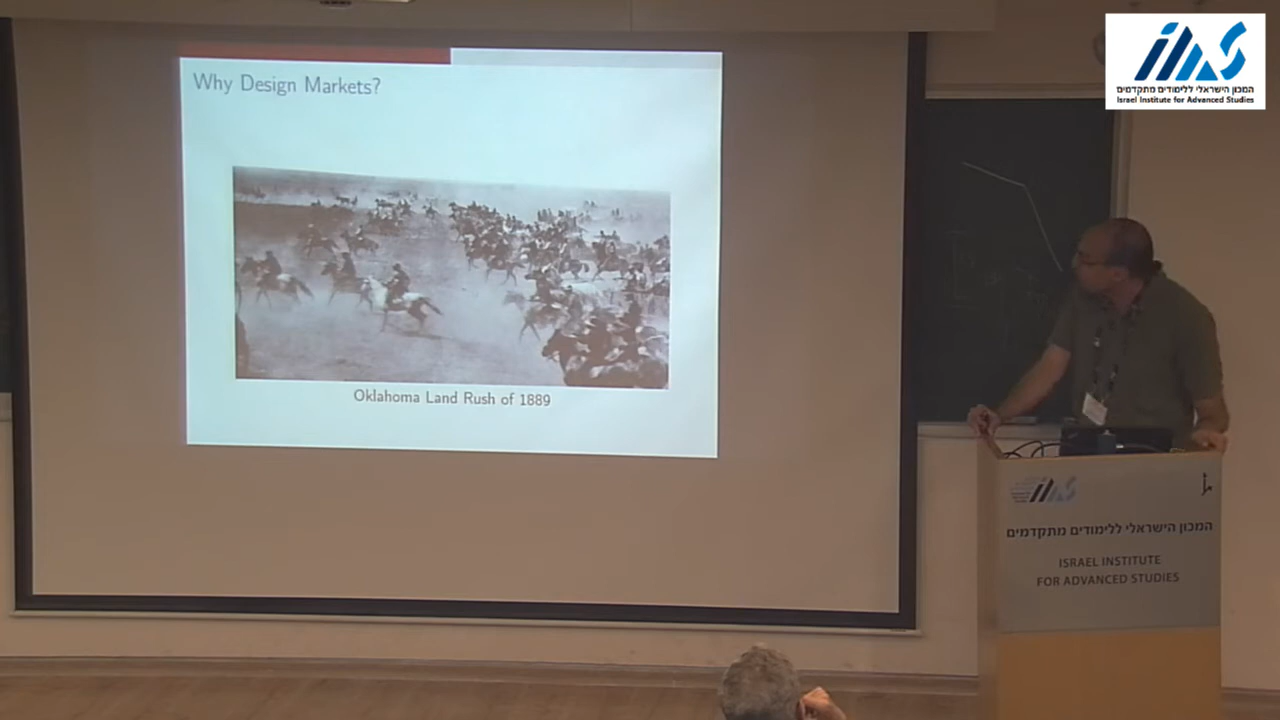 Why Design Markets?
Oklahoma Land Rush of 1889
המכון הישראלי ללימודים מתקדמים
Israel Institute for Advanced Studies
המכון הישראלי ללימודים מתקדמים
ISRAEL INSTITUTE
FOR ADVANCED STUDIES